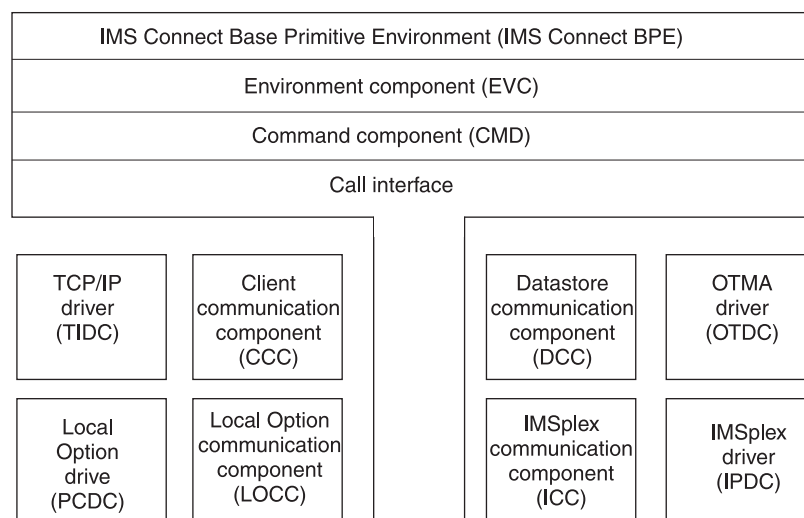 IMS Connect Base Primitive Environment (IMS Connect BPE)
Environment component (EVC)
Command component (CMD)
Call interface
TCP/IP
driver
(TIDC)
Client
communication
component
(CCC)
Datastore
communication
component
(DCC)
OTMA
driver
(OTDC)
Local
Option
drive
(PCDC)
Local Option
communication
component
(LOCC)
IMSplex
communication
component
(ICC)
IMSplex
driver
(IPDC)